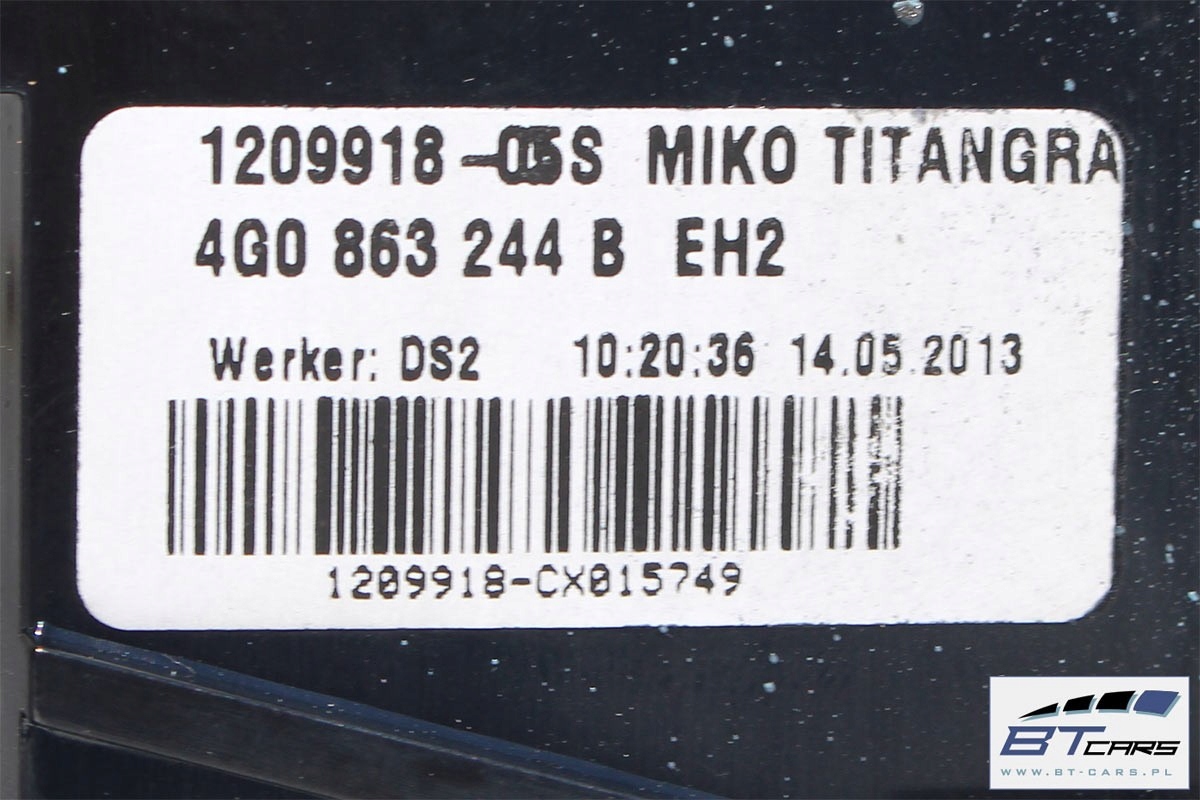 1209918 MIKO TITANGRA
4G0 863 244 B EH2
Werker: DS2 10:20:36 14.05.2013
1209918-CX015749
BT CARS
WWW.BT-CARS.PL